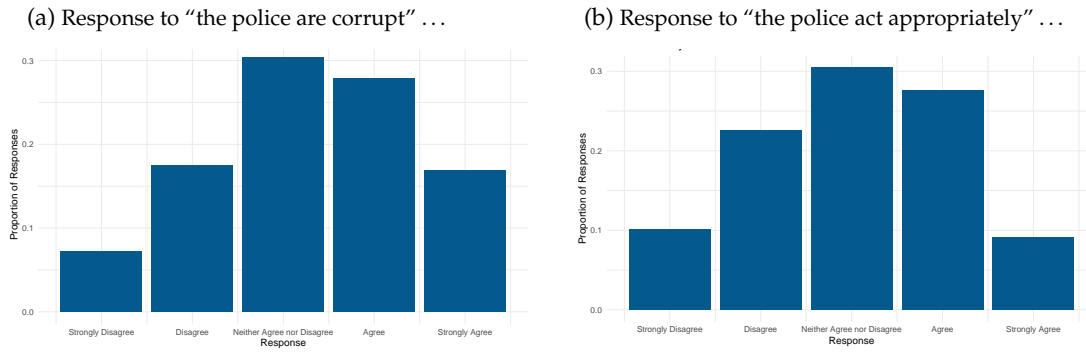 (a) Response to “the police are corrupt” …
0.3
0.2
0.1
0.0
Proportion of Responses
Strongly Disagree
Disagree
Neither Agree nor Disagree
Agree
Strongly Agree
Response
(b) Response to “the police act appropriately” …
0.3
0.2
0.1
0.0
Proportion of Responses
Strongly Disagree
Disagree
Neither Agree nor Disagree
Agree
Strongly Agree
Response